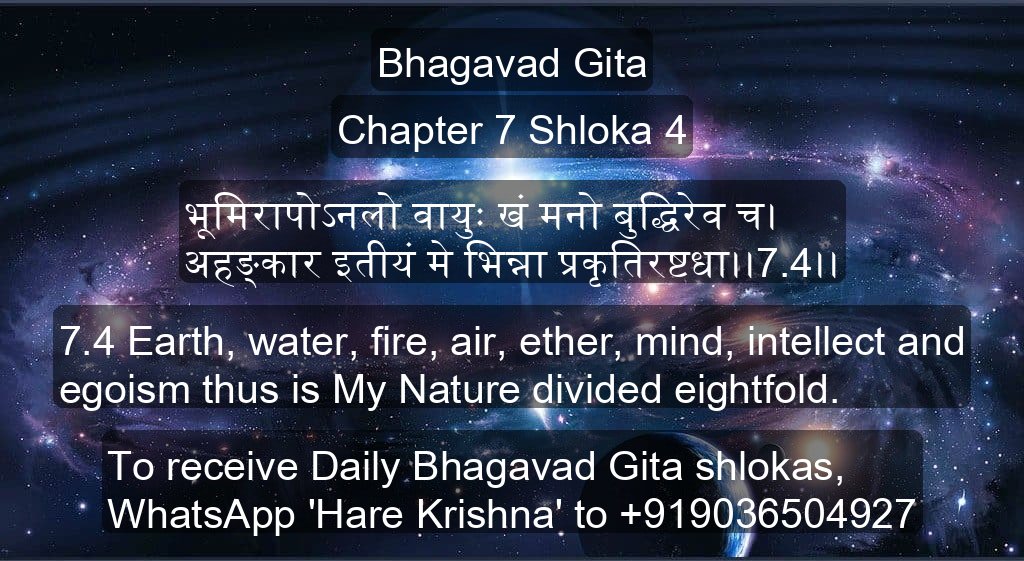 Bhagavad Gita
Chapter 7 Shloka 4
भूमिरापोऽनलो वायुः खं मनो बुद्धिरेव च।
अहङ्कार इतीयं मे भिन्ना प्रकृतिरष्टधा।।7.4।।
7.4 Earth, water, fire, air, ether, mind, intellect and
egoism thus is My Nature divided eightfold.
To receive Daily Bhagavad Gita shlokas,
WhatsApp 'Hare Krishna' to +919036504927